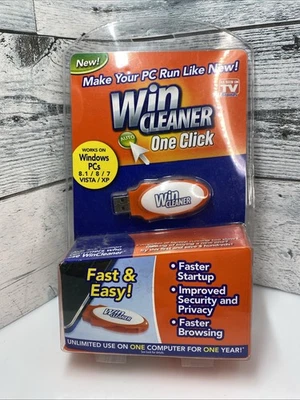 New!
Make Your PC Run Like New!
AS SEEN ON
TV
Win
CLEANER
AUTO
One Click
WORKS ON
Windows
PCs
8.1 / 8 / 7
VISTA / XP
Win
CLEANER
Fast &
Easy!
• Faster
Startup
• Improved
Security and
Privacy
• Faster
Browsing
WinCleaner
UNLIMITED USE ON ONE COMPUTER FOR ONE YEAR!*